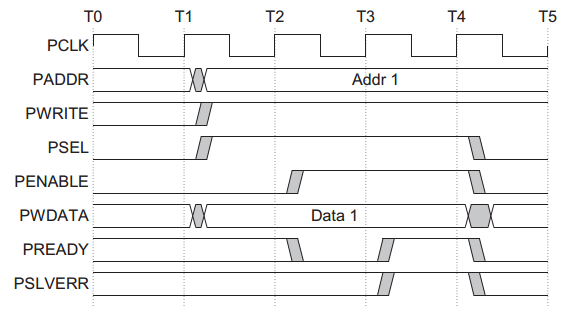 T0 T1 T2 T3 T4 T5
PCLK
PADDR Addr 1
PWRITE
PSEL
PENABLE
PWDATA Data 1
PREADY
PSLVERR